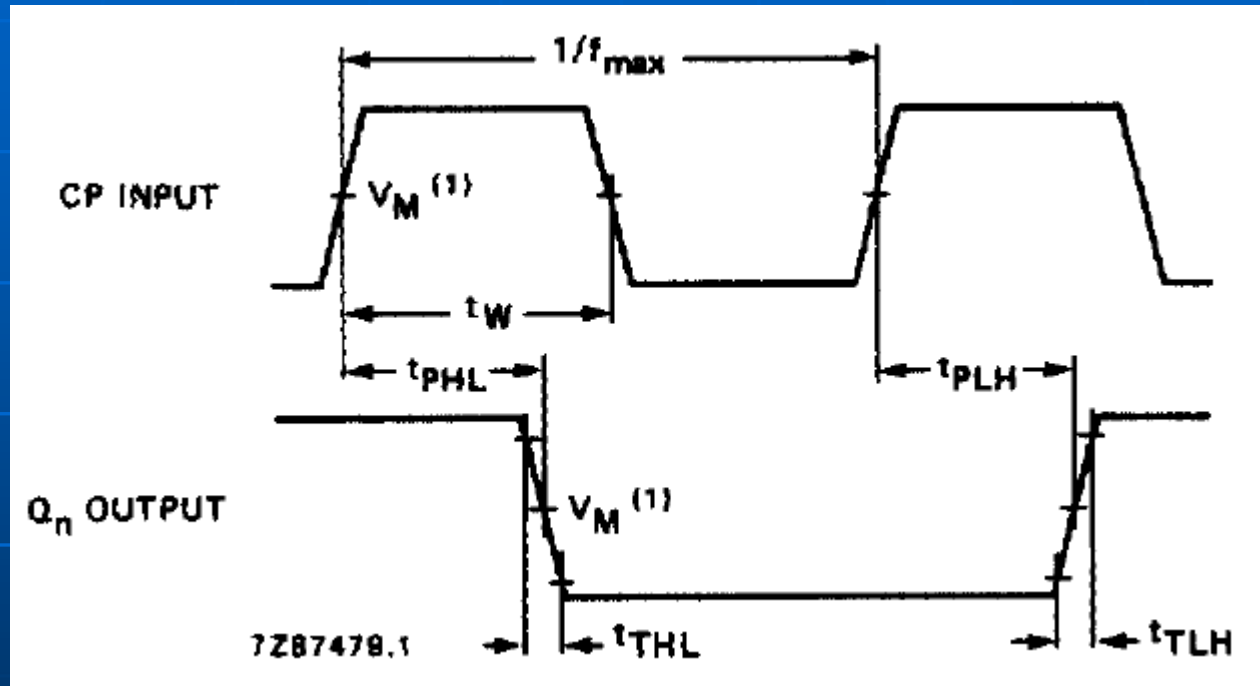 1/fmax
CP INPUT
VM (1)
tW
tPHL
tPLH
Qn OUTPUT
VM (1)
7Z87479.1
tTHL
tTLH